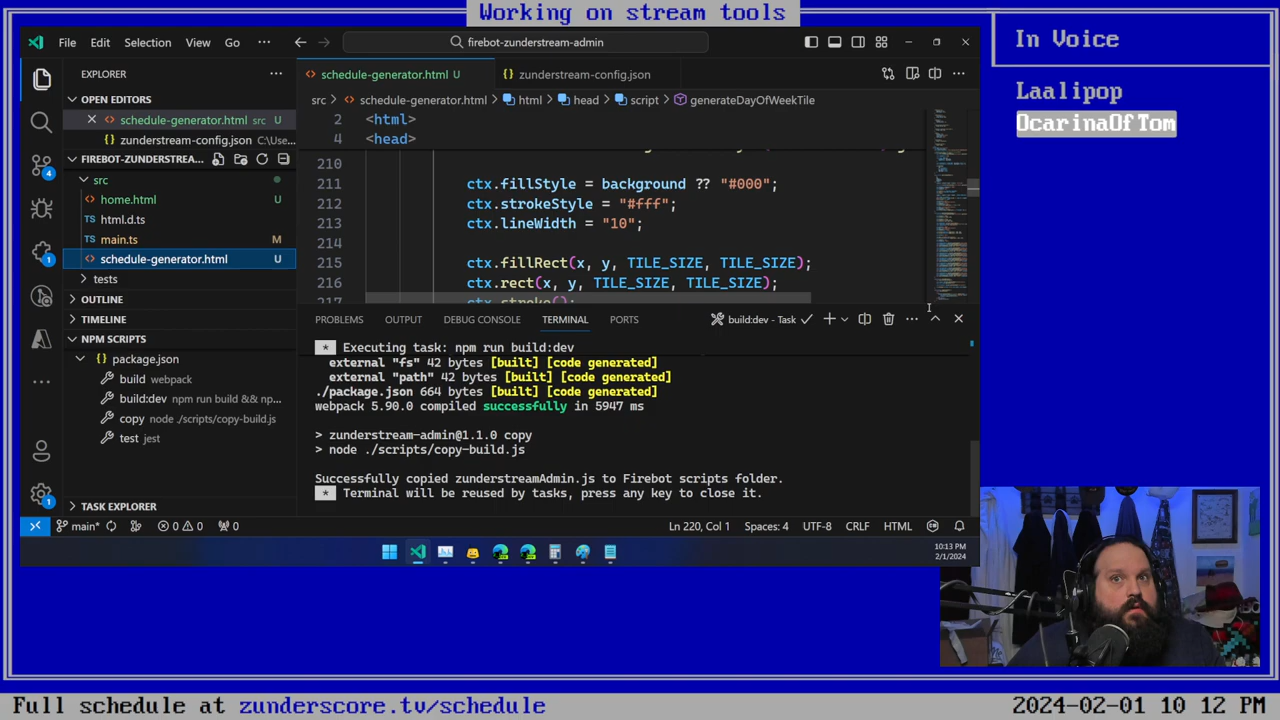 Working on stream tools
File Edit Selection View Go ··· firebot-zunderstream-admin
EXPLORER ···
OPEN EDITORS
schedule-generator.html U
zunderstream-config.js... C:\Use...
FIREBOT-ZUNDERSTREA...
src
home.html U
html.d.ts
main.ts M
schedule-generator.html U
tests
OUTLINE
TIMELINE
NPM SCRIPTS
package.json
build webpack
build:dev npm run build && np...
copy node ./scripts/copy-build.js
test jest
TASK EXPLORER
4
1
1
schedule-generator.html U zunderstream-config.json
src > schedule-generator.html > html > head > script > generateDayOfWeekTile
2 <html>
4 <head>
210
211 ctx.fillStyle = background ?? "#000";
212 ctx.strokeStyle = "#fff";
213 ctx.lineWidth = "10";
214
215 ctx.fillRect(x, y, TILE_SIZE, TILE_SIZE);
216 ctx.rect(x, y, TILE_SIZE, TILE_SIZE);
217 ctx.stroke();
PROBLEMS OUTPUT DEBUG CONSOLE TERMINAL PORTS build:dev - Task
* Executing task: npm run build:dev
external "fs" 42 bytes [built] [code generated]
external "path" 42 bytes [built] [code generated]
./package.json 664 bytes [built] [code generated]
webpack 5.90.0 compiled successfully in 5947 ms
> zunderstream-admin@1.1.0 copy
> node ./scripts/copy-build.js
Successfully copied zunderstreamAdmin.js to Firebot scripts folder.
* Terminal will be reused by tasks, press any key to close it.
main* 0 0 0 Ln 220, Col 1 Spaces: 4 UTF-8 CRLF HTML
10:13 PM
2/1/2024
In Voice
Laalipop
OcarinaOfTom
Full schedule at zunderscore.tv/schedule 2024-02-01 10 12 PM